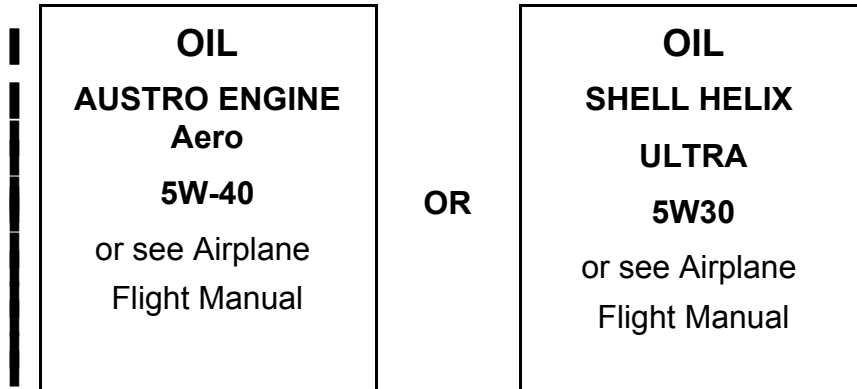 OIL
AUSTRO ENGINE
Aero
5W-40
or see Airplane
Flight Manual
OR
OIL
SHELL HELIX
ULTRA
5W30
or see Airplane
Flight Manual